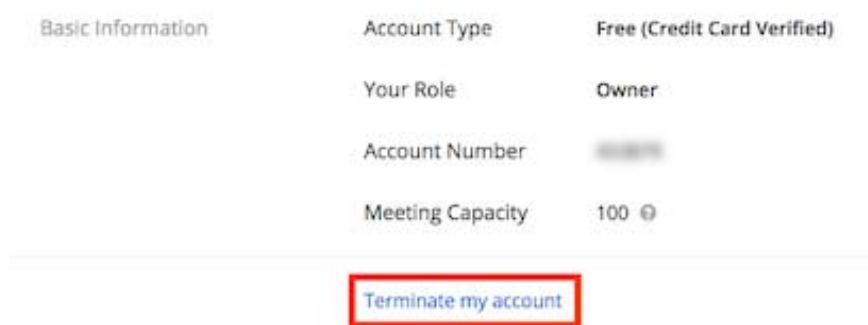 Basic Information Account Type Free (Credit Card Verified)
Your Role Owner
Account Number
Meeting Capacity 100
Terminate my account